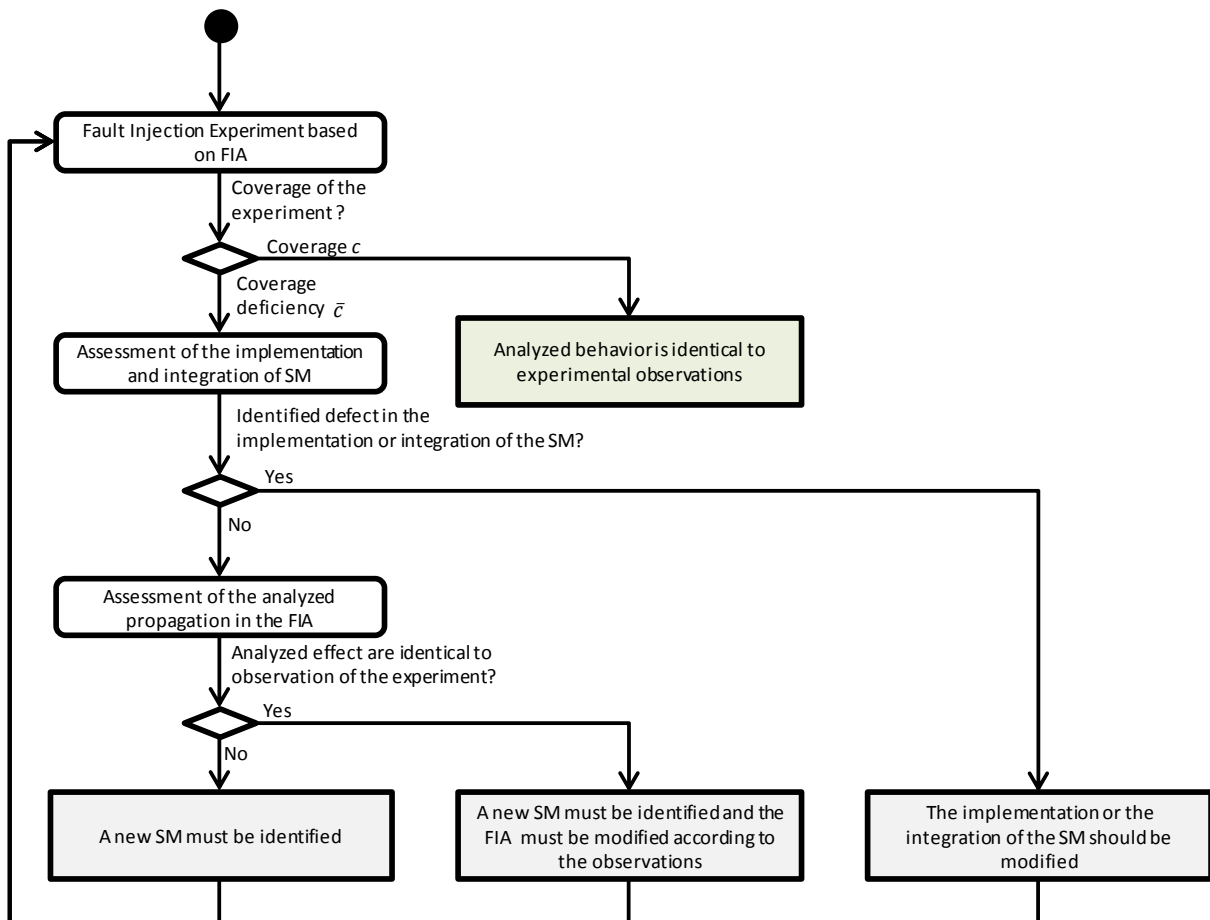 Fault Injection Experiment based
on FIA
Coverage of the
experiment ?
Coverage c
Coverage
deficiency c̄
Assessment of the implementation
and integration of SM
Analyzed behavior is identical to
experimental observations
Identified defect in the
implementation or integration of the SM?
Yes
No
Assessment of the analyzed
propagation in the FIA
Analyzed effect are identical to
observation of the experiment?
Yes
No
A new SM must be identified
A new SM must be identified and the
FIA must be modified according to
the observations
The implementation or the
integration of the SM should be
modified